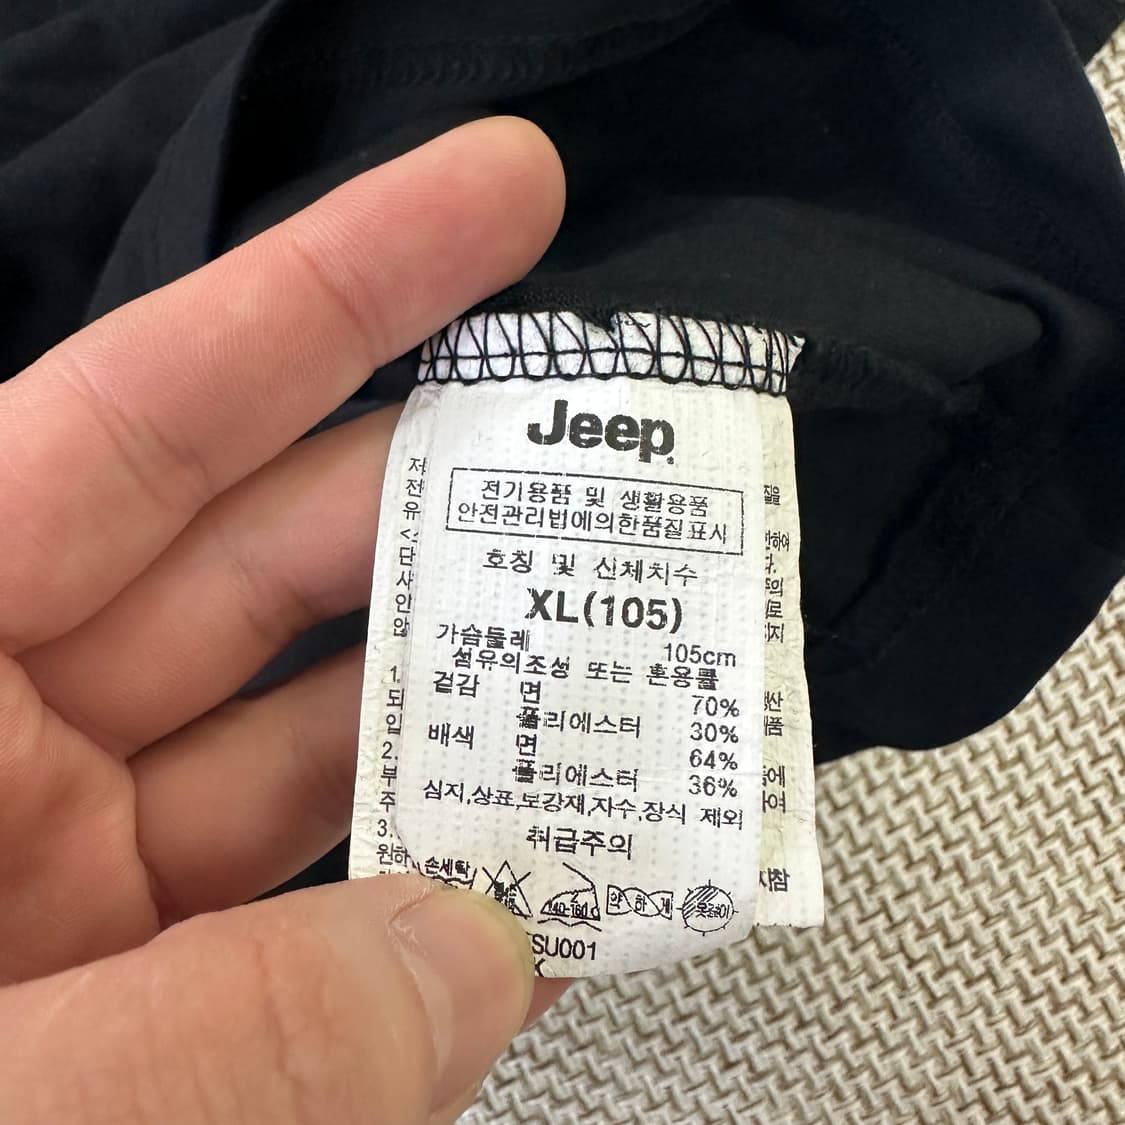 Jeep
전기용품 및 생활용품
안전관리법에의한품질표시
호칭 및 신체치수
XL(105)
가슴둘레 105cm
섬유의조성 또는 혼용률
겉감 면 70%
폴리에스터 30%
배색 면 64%
폴리에스터 36%
심지,상표,보강재,자수,장식 제외
취급주의
손세탁
140-160℃
약하게
옷걸이
SU001
K